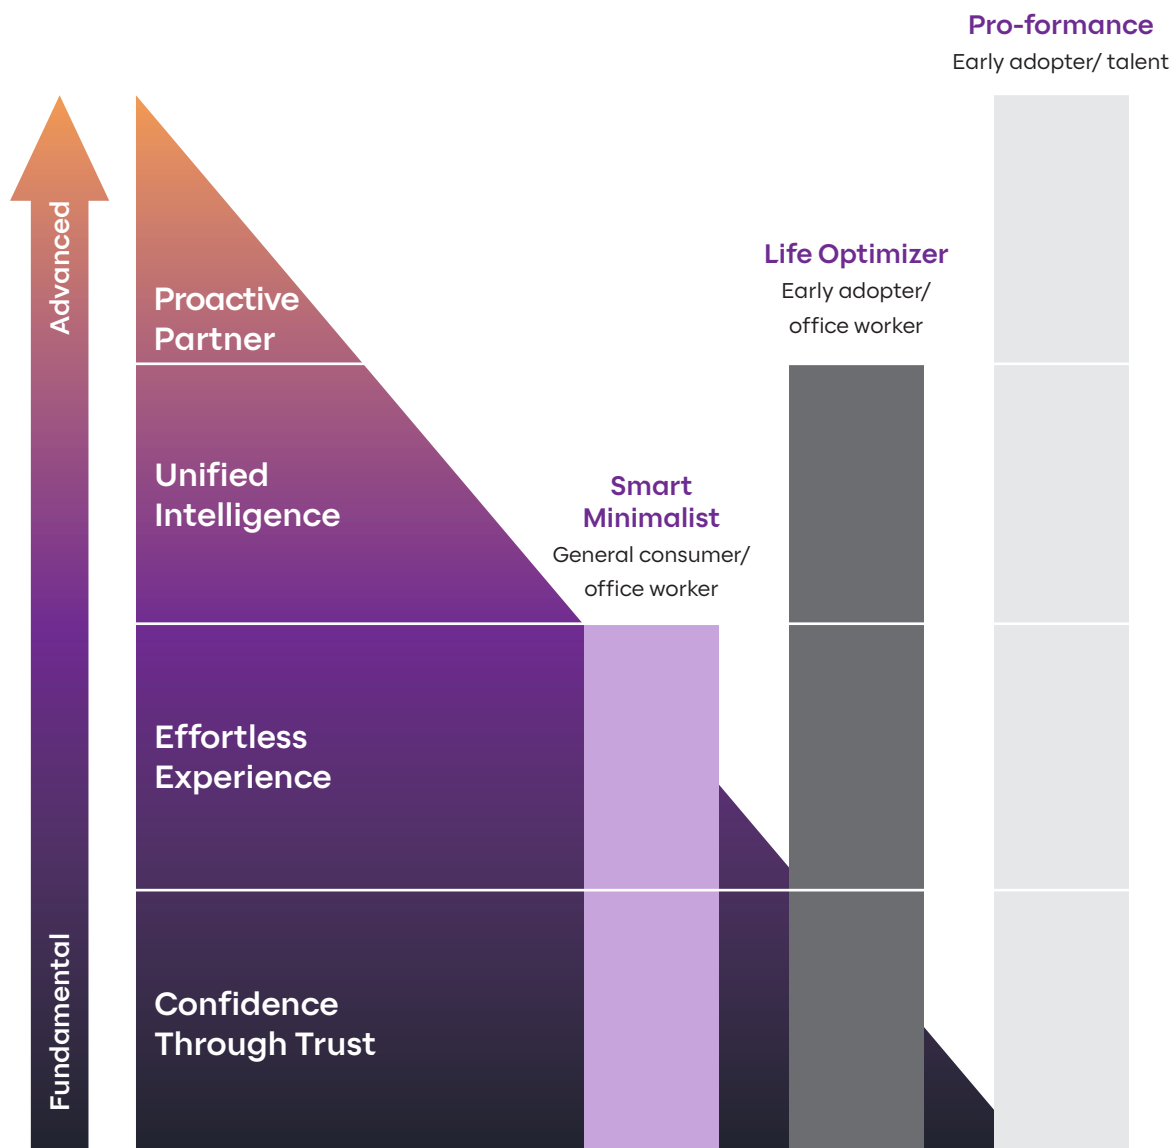 Pro-formance
Early adopter/ talent
Advanced
Life Optimizer
Early adopter/
office worker
Proactive
Partner
Unified
Intelligence
Smart
Minimalist
General consumer/
office worker
Effortless
Experience
Fundamental
Confidence
Through Trust